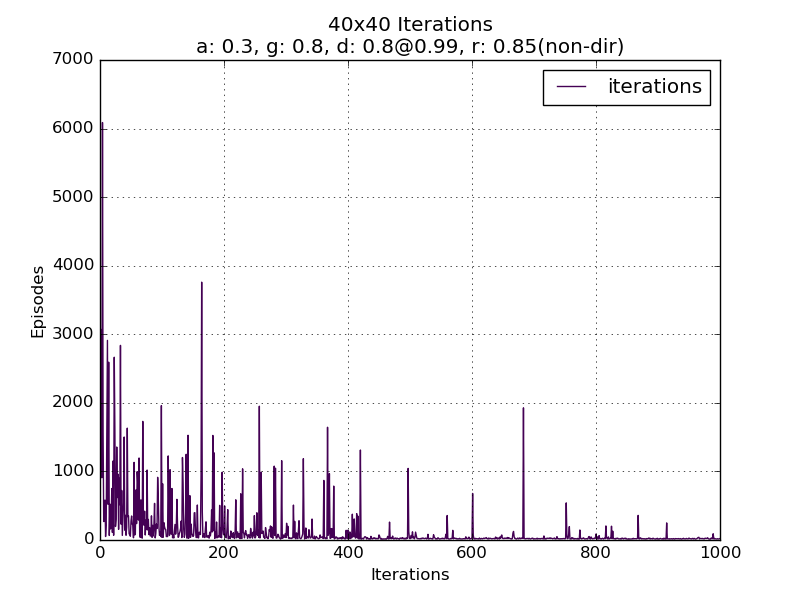 40x40 Iterations
a: 0.3, g: 0.8, d: 0.8@0.99, r: 0.85(non-dir)
7000
iterations
6000
5000
4000
Episodes
3000
2000
1000
0
0 200 400 600 800 1000
Iterations